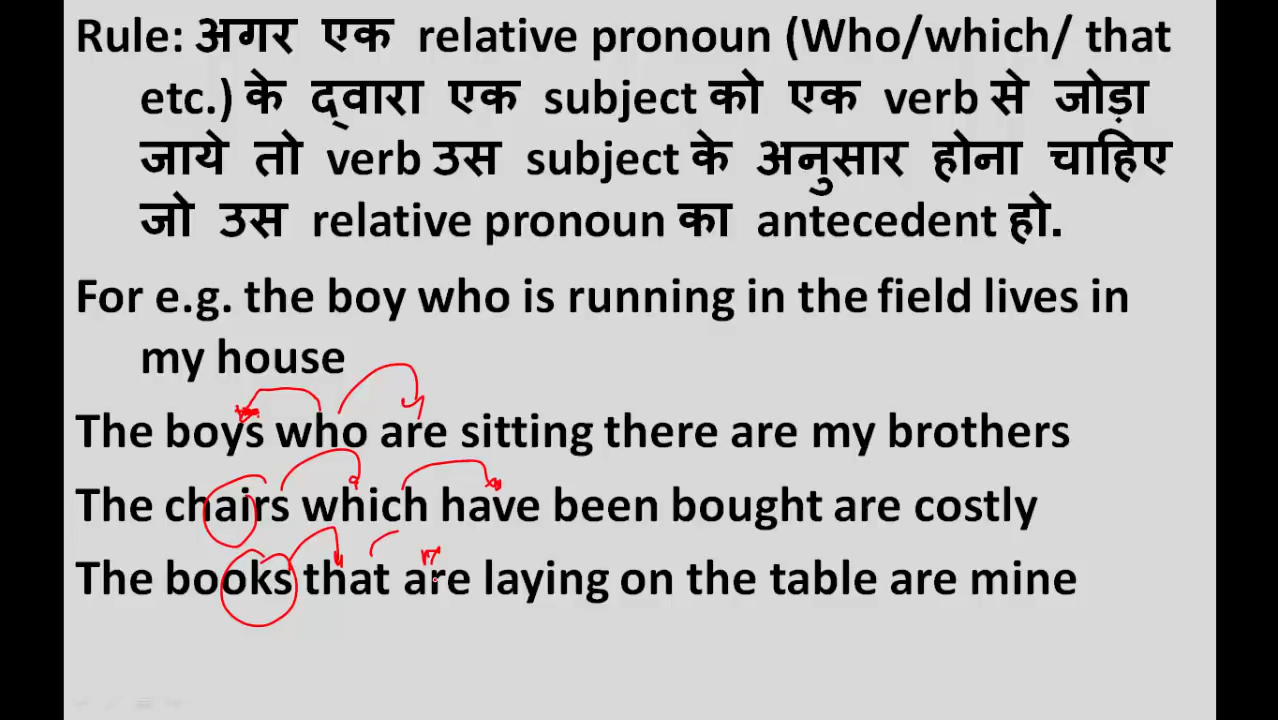 Rule: अगर एक relative pronoun (Who/which/ that
etc.) के द्वारा एक subject को एक verb से जोड़ा
जाये तो verb उस subject के अनुसार होना चाहिए
जो उस relative pronoun का antecedent हो.
For e.g. the boy who is running in the field lives in
my house
The boys who are sitting there are my brothers
The chairs which have been bought are costly
The books that are laying on the table are mine